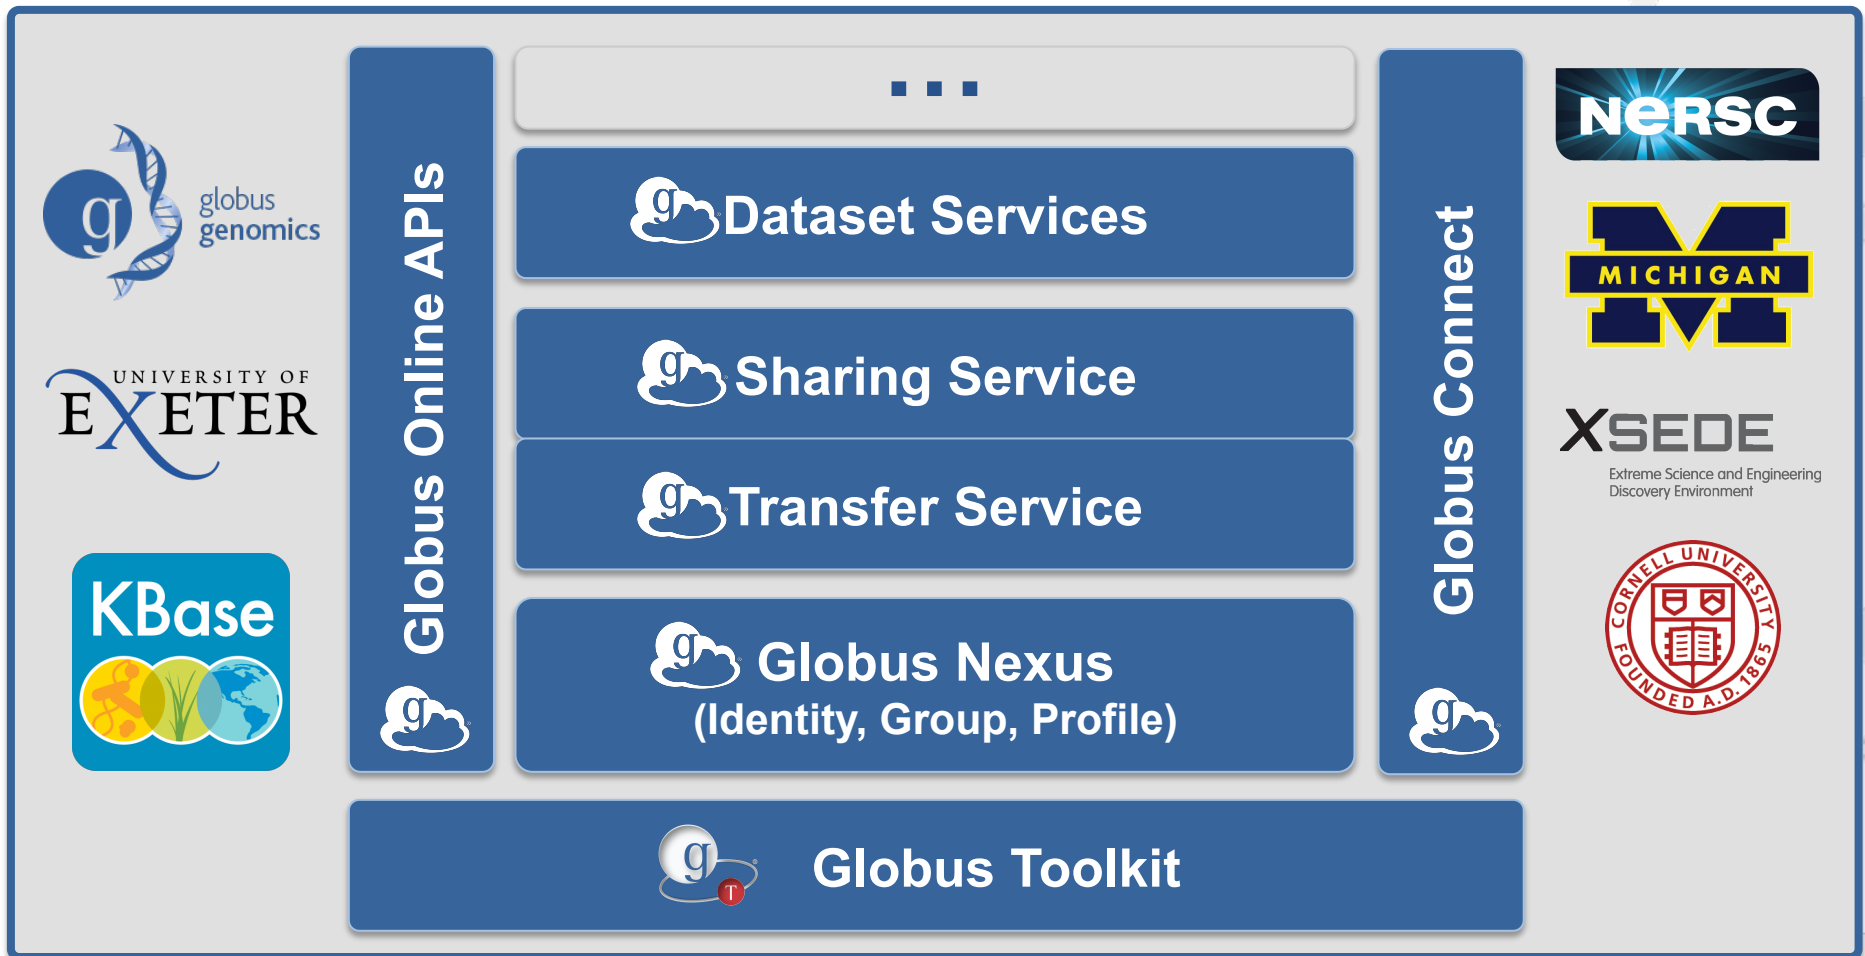 g
globus
genomics
UNIVERSITY OF
EXETER
KBase
Globus Online APIs
g
...
g Dataset Services
g Sharing Service
g Transfer Service
g Globus Nexus
(Identity, Group, Profile)
g T Globus Toolkit
Globus Connect
g
NERSC
MICHIGAN
XSEDE
Extreme Science and Engineering
Discovery Environment
CORNELL UNIVERSITY
FOUNDED A.D. 1865